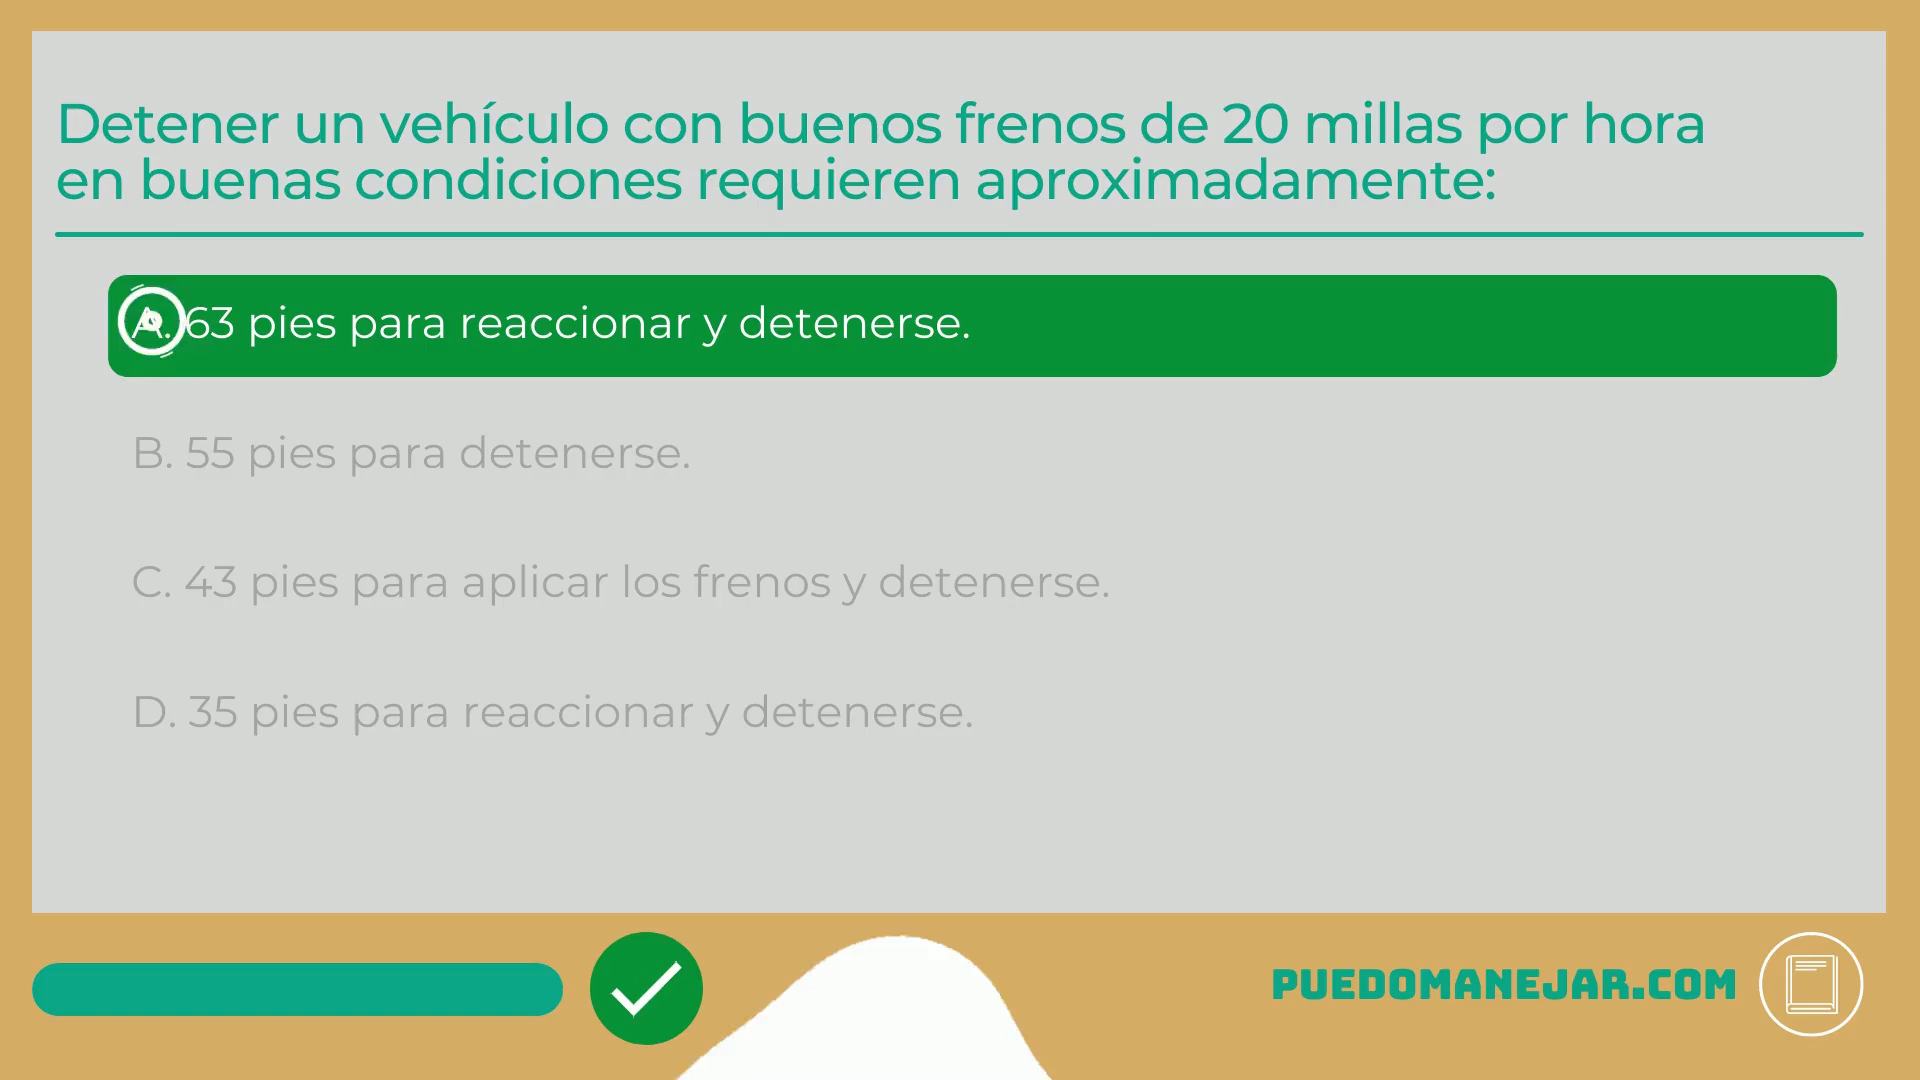 Detener un vehículo con buenos frenos de 20 millas por hora
en buenas condiciones requieren aproximadamente:
A. 63 pies para reaccionar y detenerse.
B. 55 pies para detenerse.
C. 43 pies para aplicar los frenos y detenerse.
D. 35 pies para reaccionar y detenerse.
PUEDOMANEJAR.COM